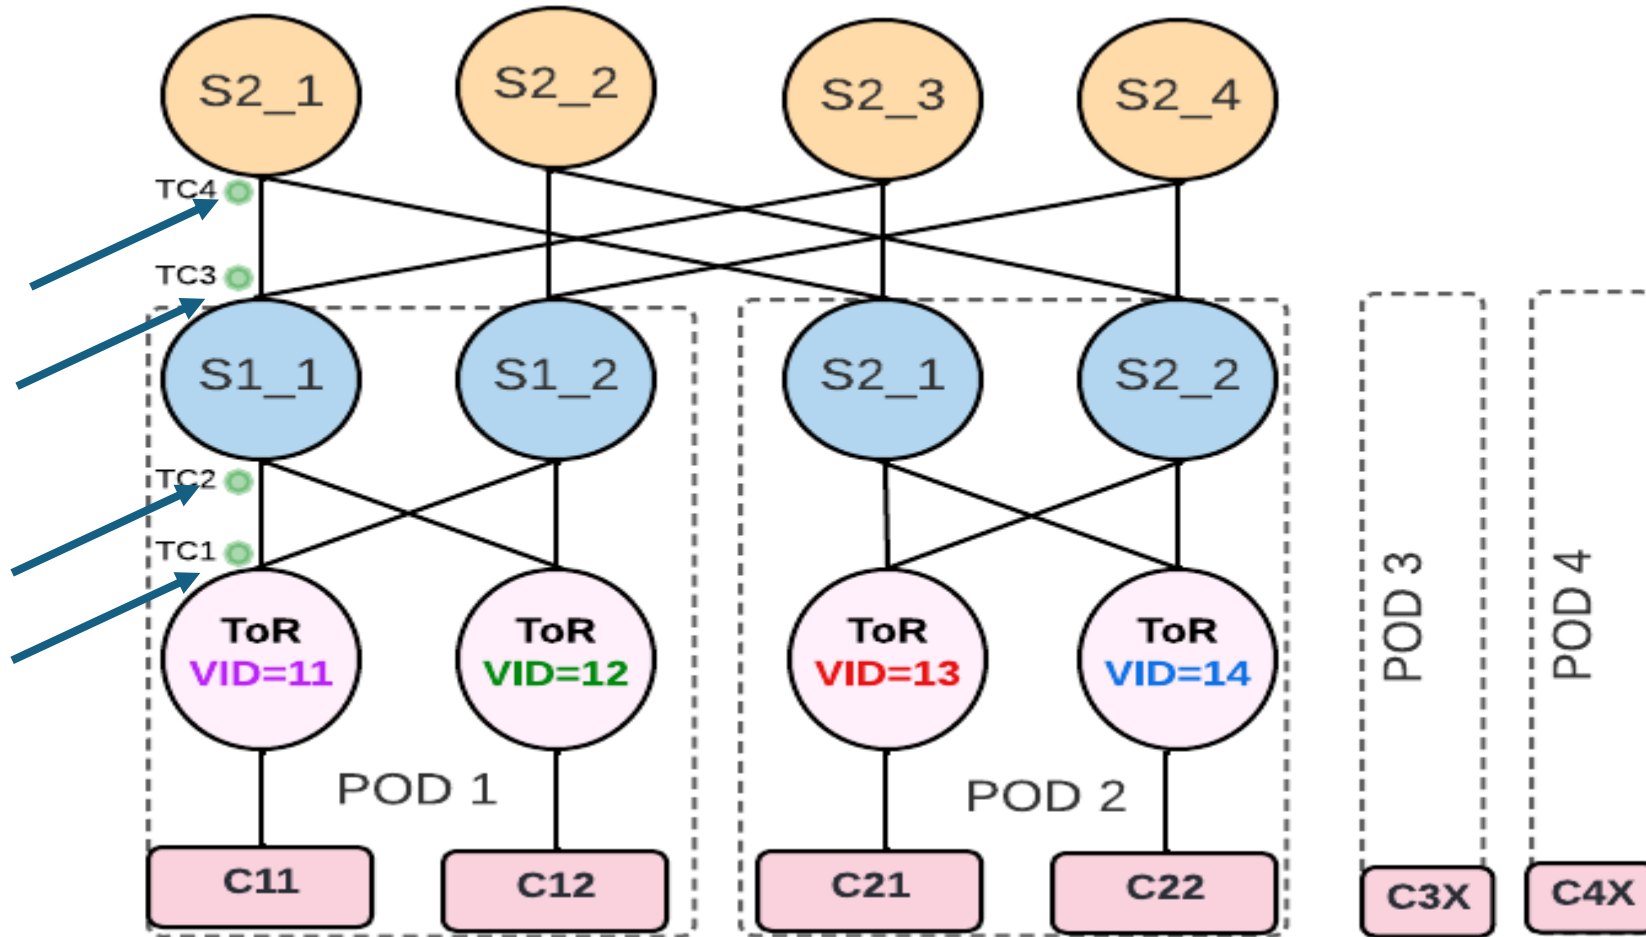 S2_1
S2_2
S2_3
S2_4
TC4
TC3
S1_1
S1_2
S2_1
S2_2
TC2
TC1
ToR
VID=11
ToR
VID=12
ToR
VID=13
ToR
VID=14
POD 3
POD 4
POD 1
POD 2
C11
C12
C21
C22
C3X
C4X